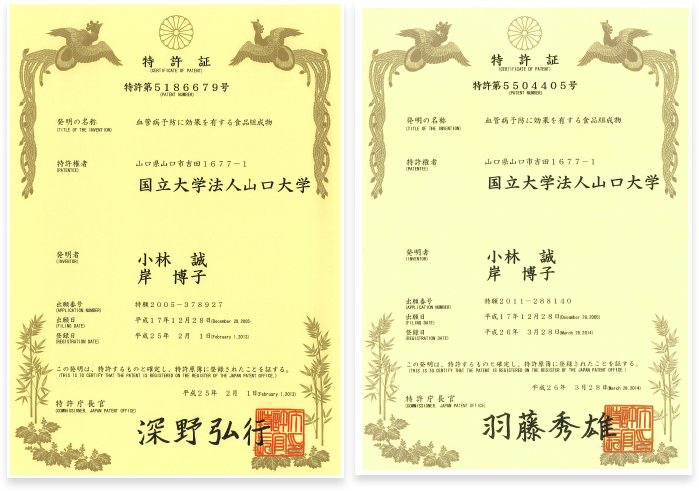 特許証
(CERTIFICATE OF PATENT)
特許第5186679号
(PATENT NUMBER)
発明の名称
(TITLE OF THE INVENTION)
血管病予防に効果を有する食品組成物
特許権者
(PATENTEE)
山口県山口市吉田1677-1
国立大学法人山口大学
発明者
(INVENTOR)
小林 誠
岸 博子
出願番号
(APPLICATION NUMBER)
特願2005-378927
出願日
(FILING DATE)
平成17年12月28日(December 28,2005)
登録日
(REGISTRATION DATE)
平成25年 2月 1日(February 1,2013)
この発明は、特許するものと確定し、特許原簿に登録されたことを証する。
(THIS IS TO CERTIFY THAT THE PATENT IS REGISTERED ON THE REGISTER OF THE JAPAN PATENT OFFICE.)
平成25年 2月 1日(February 1,2013)
特許庁長官
(COMMISSIONER, JAPAN PATENT OFFICE)
深野弘行
特許証
(CERTIFICATE OF PATENT)
特許第5504405号
(PATENT NUMBER)
発明の名称
(TITLE OF THE INVENTION)
血管病予防に効果を有する食品組成物
特許権者
(PATENTEE)
山口県山口市吉田1677-1
国立大学法人山口大学
発明者
(INVENTOR)
小林 誠
岸 博子
出願番号
(APPLICATION NUMBER)
特願2011-288140
出願日
(FILING DATE)
平成17年12月28日(December 28,2005)
登録日
(REGISTRATION DATE)
平成26年 3月28日(March 28,2014)
この発明は、特許するものと確定し、特許原簿に登録されたことを証する。
(THIS IS TO CERTIFY THAT THE PATENT IS REGISTERED ON THE REGISTER OF THE JAPAN PATENT OFFICE.)
平成26年 3月28日(March 28,2014)
特許庁長官
(COMMISSIONER, JAPAN PATENT OFFICE)
羽藤秀雄